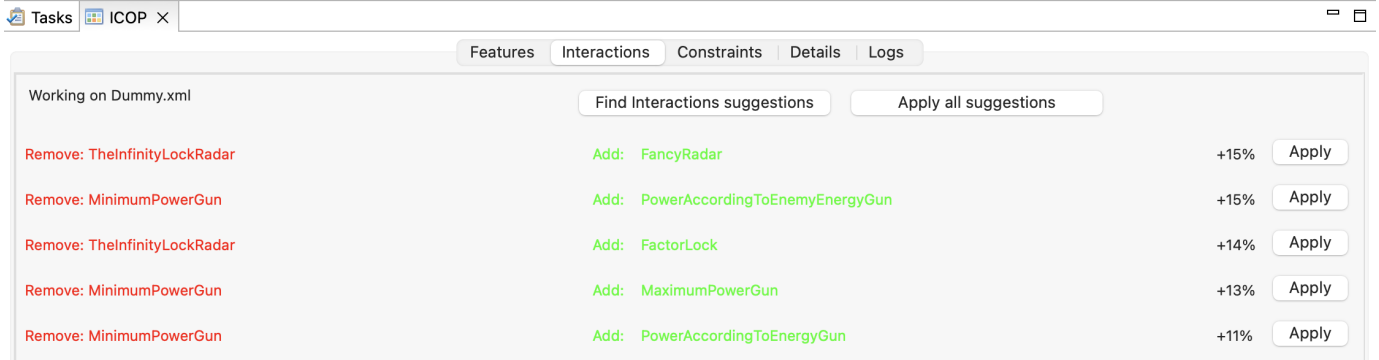 Tasks ICOP
Features Interactions Constraints Details Logs
Working on Dummy.xml Find Interactions suggestions Apply all suggestions
Remove: TheInfinityLockRadar Add: FancyRadar +15% Apply
Remove: MinimumPowerGun Add: PowerAccordingToEnemyEnergyGun +15% Apply
Remove: TheInfinityLockRadar Add: FactorLock +14% Apply
Remove: MinimumPowerGun Add: MaximumPowerGun +13% Apply
Remove: MinimumPowerGun Add: PowerAccordingToEnergyGun +11% Apply